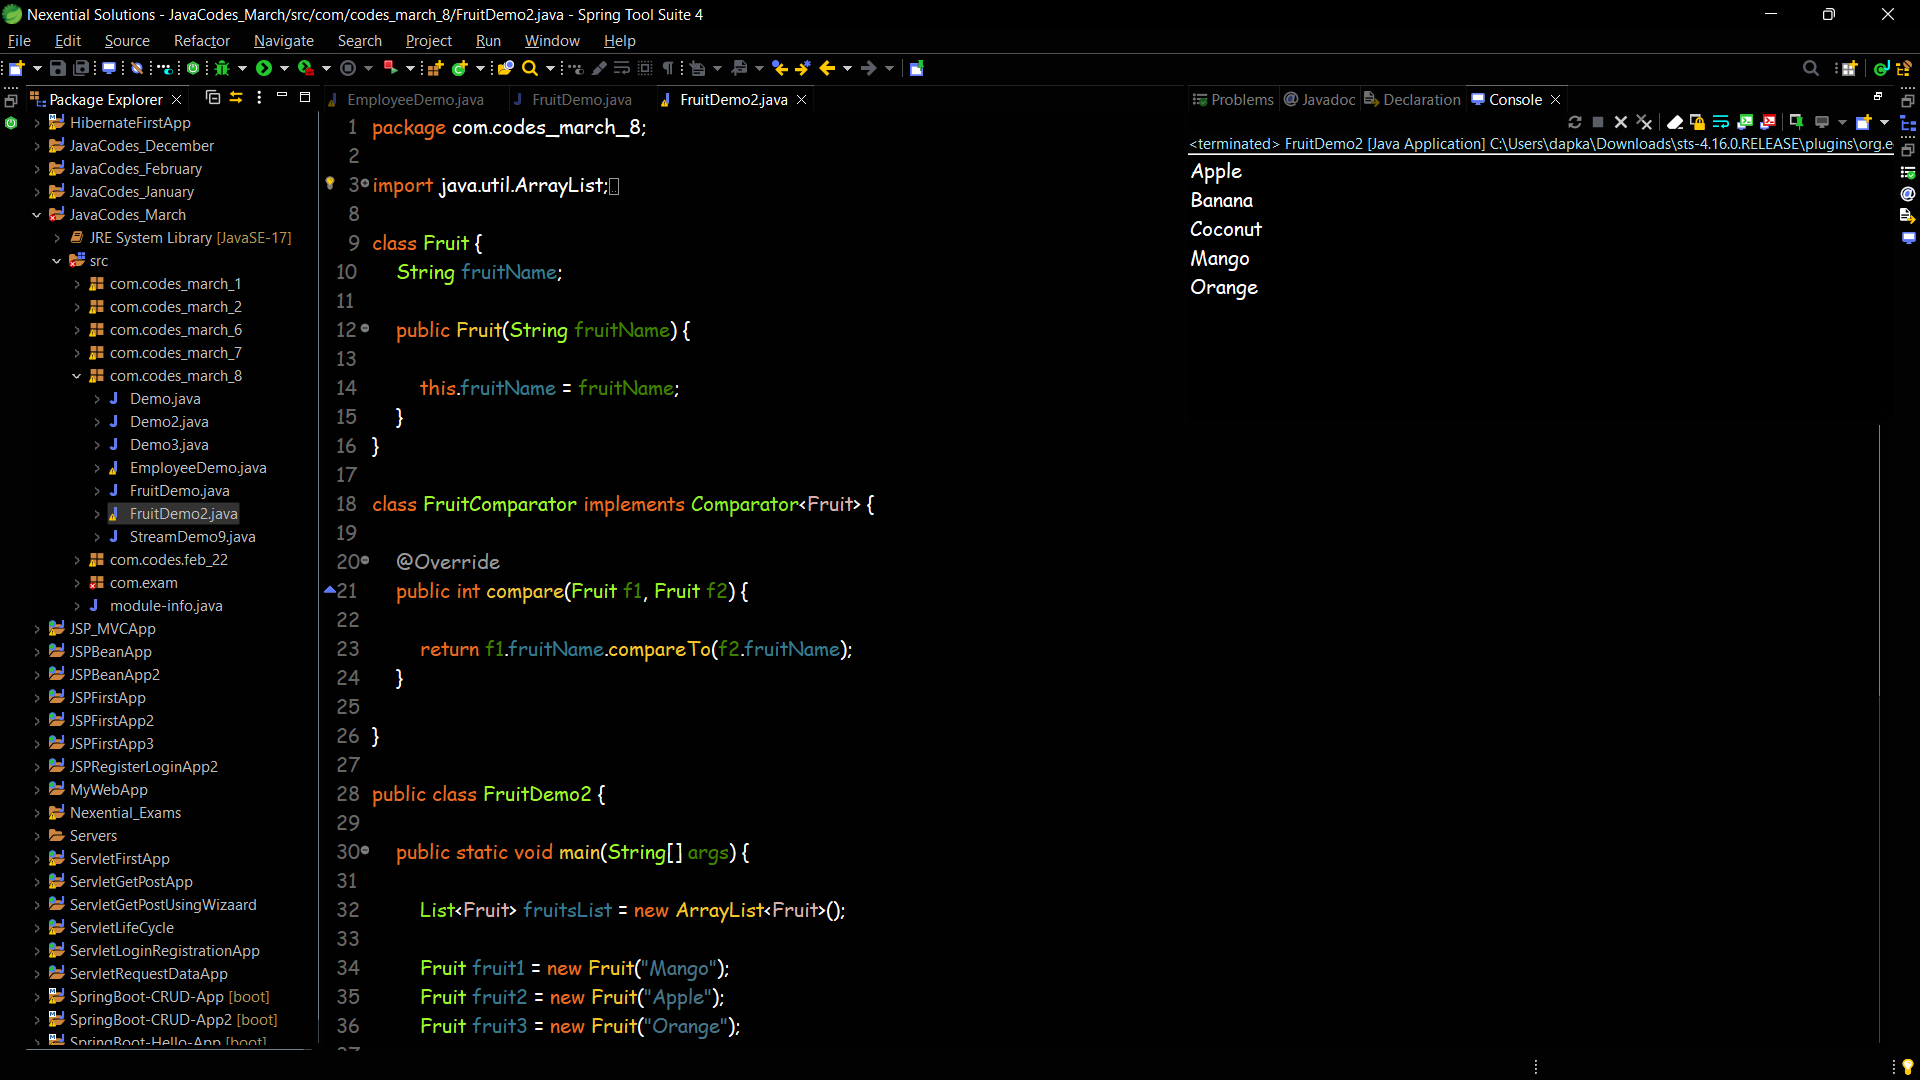 Nexential Solutions - JavaCodes_March/src/com/codes_march_8/FruitDemo2.java - Spring Tool Suite 4
File Edit Source Refactor Navigate Search Project Run Window Help
Package Explorer
HibernateFirstApp
JavaCodes_December
JavaCodes_February
JavaCodes_January
JavaCodes_March
JRE System Library [JavaSE-17]
src
com.codes_march_1
com.codes_march_2
com.codes_march_6
com.codes_march_7
com.codes_march_8
Demo.java
Demo2.java
Demo3.java
EmployeeDemo.java
FruitDemo.java
FruitDemo2.java
StreamDemo9.java
com.codes.feb_22
com.exam
module-info.java
JSP_MVCApp
JSPBeanApp
JSPBeanApp2
JSPFirstApp
JSPFirstApp2
JSPFirstApp3
JSPRegisterLoginApp2
MyWebApp
Nexential_Exams
Servers
ServletFirstApp
ServletGetPostApp
ServletGetPostUsingWizaard
ServletLifeCycle
ServletLoginRegistrationApp
ServletRequestDataApp
SpringBoot-CRUD-App [boot]
SpringBoot-CRUD-App2 [boot]
SpringBoot-Hello-App [boot]
EmployeeDemo.java FruitDemo.java FruitDemo2.java
1 package com.codes_march_8;
2
3 import java.util.ArrayList;
8
9 class Fruit {
10 String fruitName;
11
12 public Fruit(String fruitName) {
13
14 this.fruitName = fruitName;
15 }
16 }
17
18 class FruitComparator implements Comparator<Fruit> {
19
20 @Override
21 public int compare(Fruit f1, Fruit f2) {
22
23 return f1.fruitName.compareTo(f2.fruitName);
24 }
25
26 }
27
28 public class FruitDemo2 {
29
30 public static void main(String[] args) {
31
32 List<Fruit> fruitsList = new ArrayList<Fruit>();
33
34 Fruit fruit1 = new Fruit("Mango");
35 Fruit fruit2 = new Fruit("Apple");
36 Fruit fruit3 = new Fruit("Orange");
Problems Javadoc Declaration Console
<terminated> FruitDemo2 [Java Application] C:\Users\dapka\Downloads\sts-4.16.0.RELEASE\plugins\org.e
Apple
Banana
Coconut
Mango
Orange